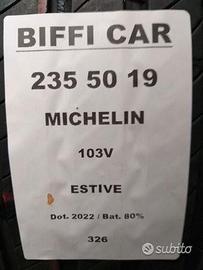 BIFFI CAR
235 50 19
MICHELIN
103V
ESTIVE
Dot. 2022 / Bat. 80%
326
subito